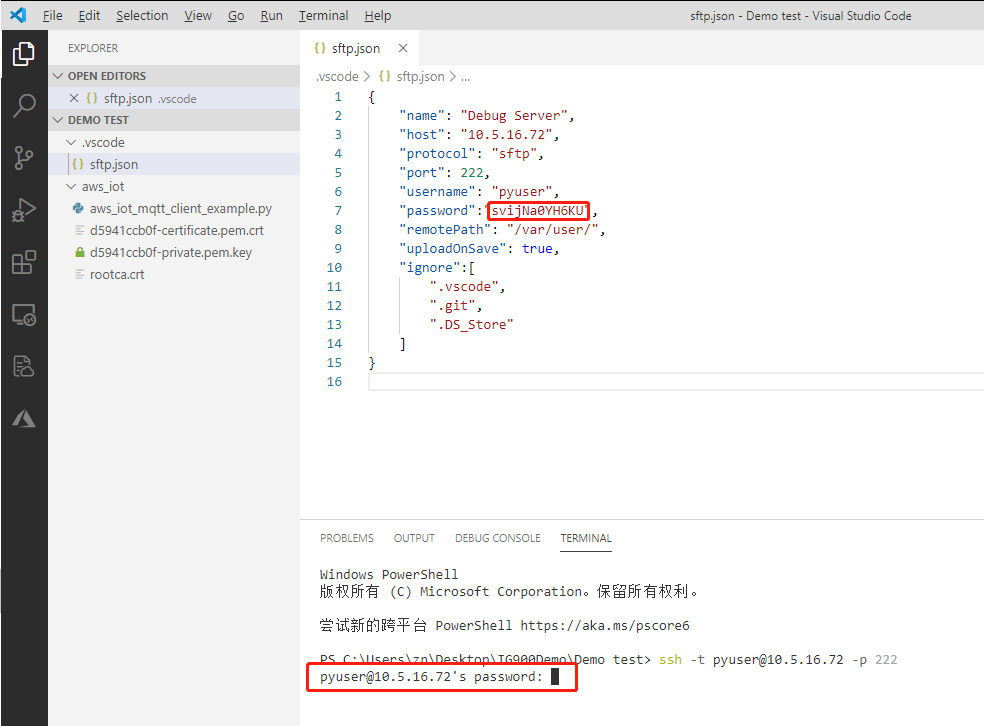 File Edit Selection View Go Run Terminal Help sftp.json - Demo test - Visual Studio Code
EXPLORER
OPEN EDITORS
{} sftp.json .vscode
DEMO TEST
.vscode
{} sftp.json
aws_iot
aws_iot_mqtt_client_example.py
d5941ccb0f-certificate.pem.crt
d5941ccb0f-private.pem.key
rootca.crt
{} sftp.json
.vscode > {} sftp.json > ...
1 {
2 "name": "Debug Server",
3 "host": "10.5.16.72",
4 "protocol": "sftp",
5 "port": 222,
6 "username": "pyuser",
7 "password":"svijNa0YH6KU",
8 "remotePath": "/var/user/",
9 "uploadOnSave": true,
10 "ignore":[
11 ".vscode",
12 ".git",
13 ".DS_Store"
14 ]
15 }
16
PROBLEMS OUTPUT DEBUG CONSOLE TERMINAL
Windows PowerShell
版权所有 (C) Microsoft Corporation。保留所有权利。
尝试新的跨平台 PowerShell https://aka.ms/pscore6
PS C:\Users\zn\Desktop\IG900Demo\Demo test> ssh -t pyuser@10.5.16.72 -p 222
pyuser@10.5.16.72's password: